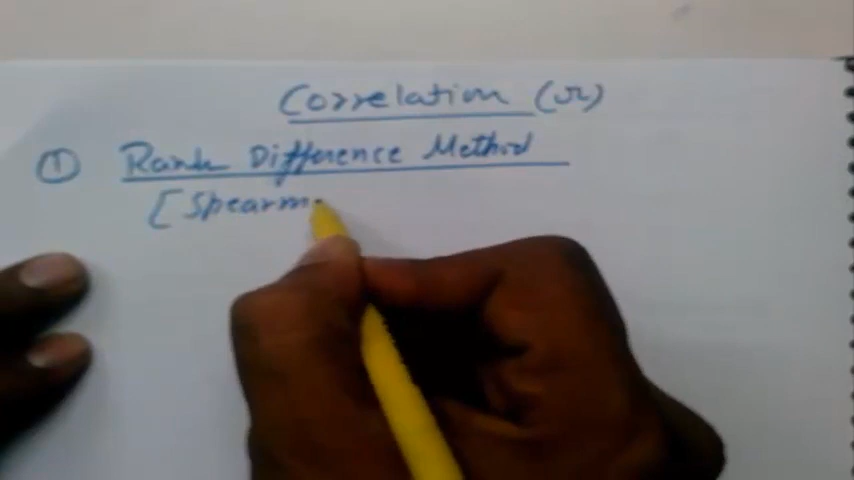 Correlation (r)
① Rank Difference Method
[Spearm